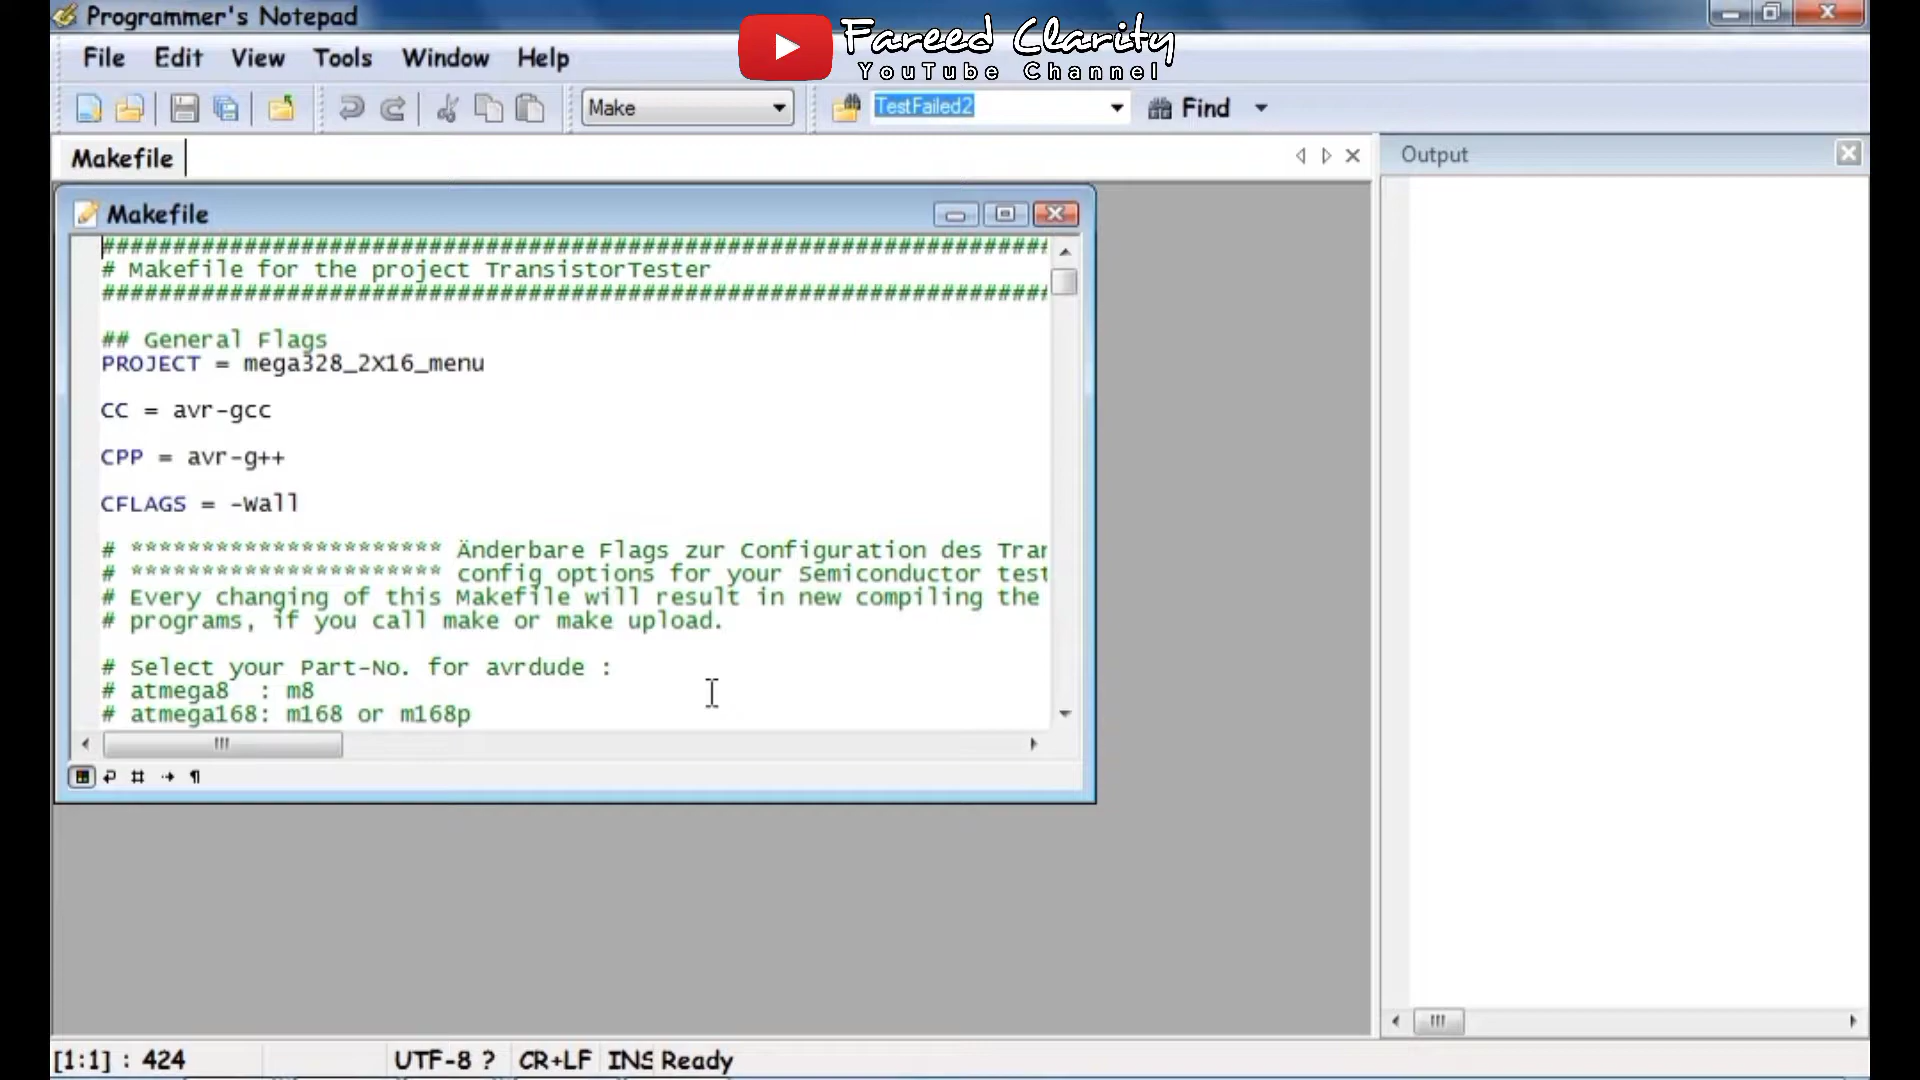 Programmer's Notepad
Fareed Clarity
YouTube Channel
File Edit View Tools Window Help
Make TestFailed2 Find
Makefile
Output
Makefile
###################################################################
# Makefile for the project TransistorTester
###################################################################
## General Flags
PROJECT = mega328_2X16_menu
CC = avr-gcc
CPP = avr-g++
CFLAGS = -Wall
# ********************** Änderbare Flags zur Configuration des Tran
# ********************** config options for your Semiconductor test
# Every changing of this Makefile will result in new compiling the
# programs, if you call make or make upload.
# Select your Part-No. for avrdude :
# atmega8  : m8
# atmega168: m168 or m168p
[1:1] : 424 UTF-8 ? CR+LF INS Ready